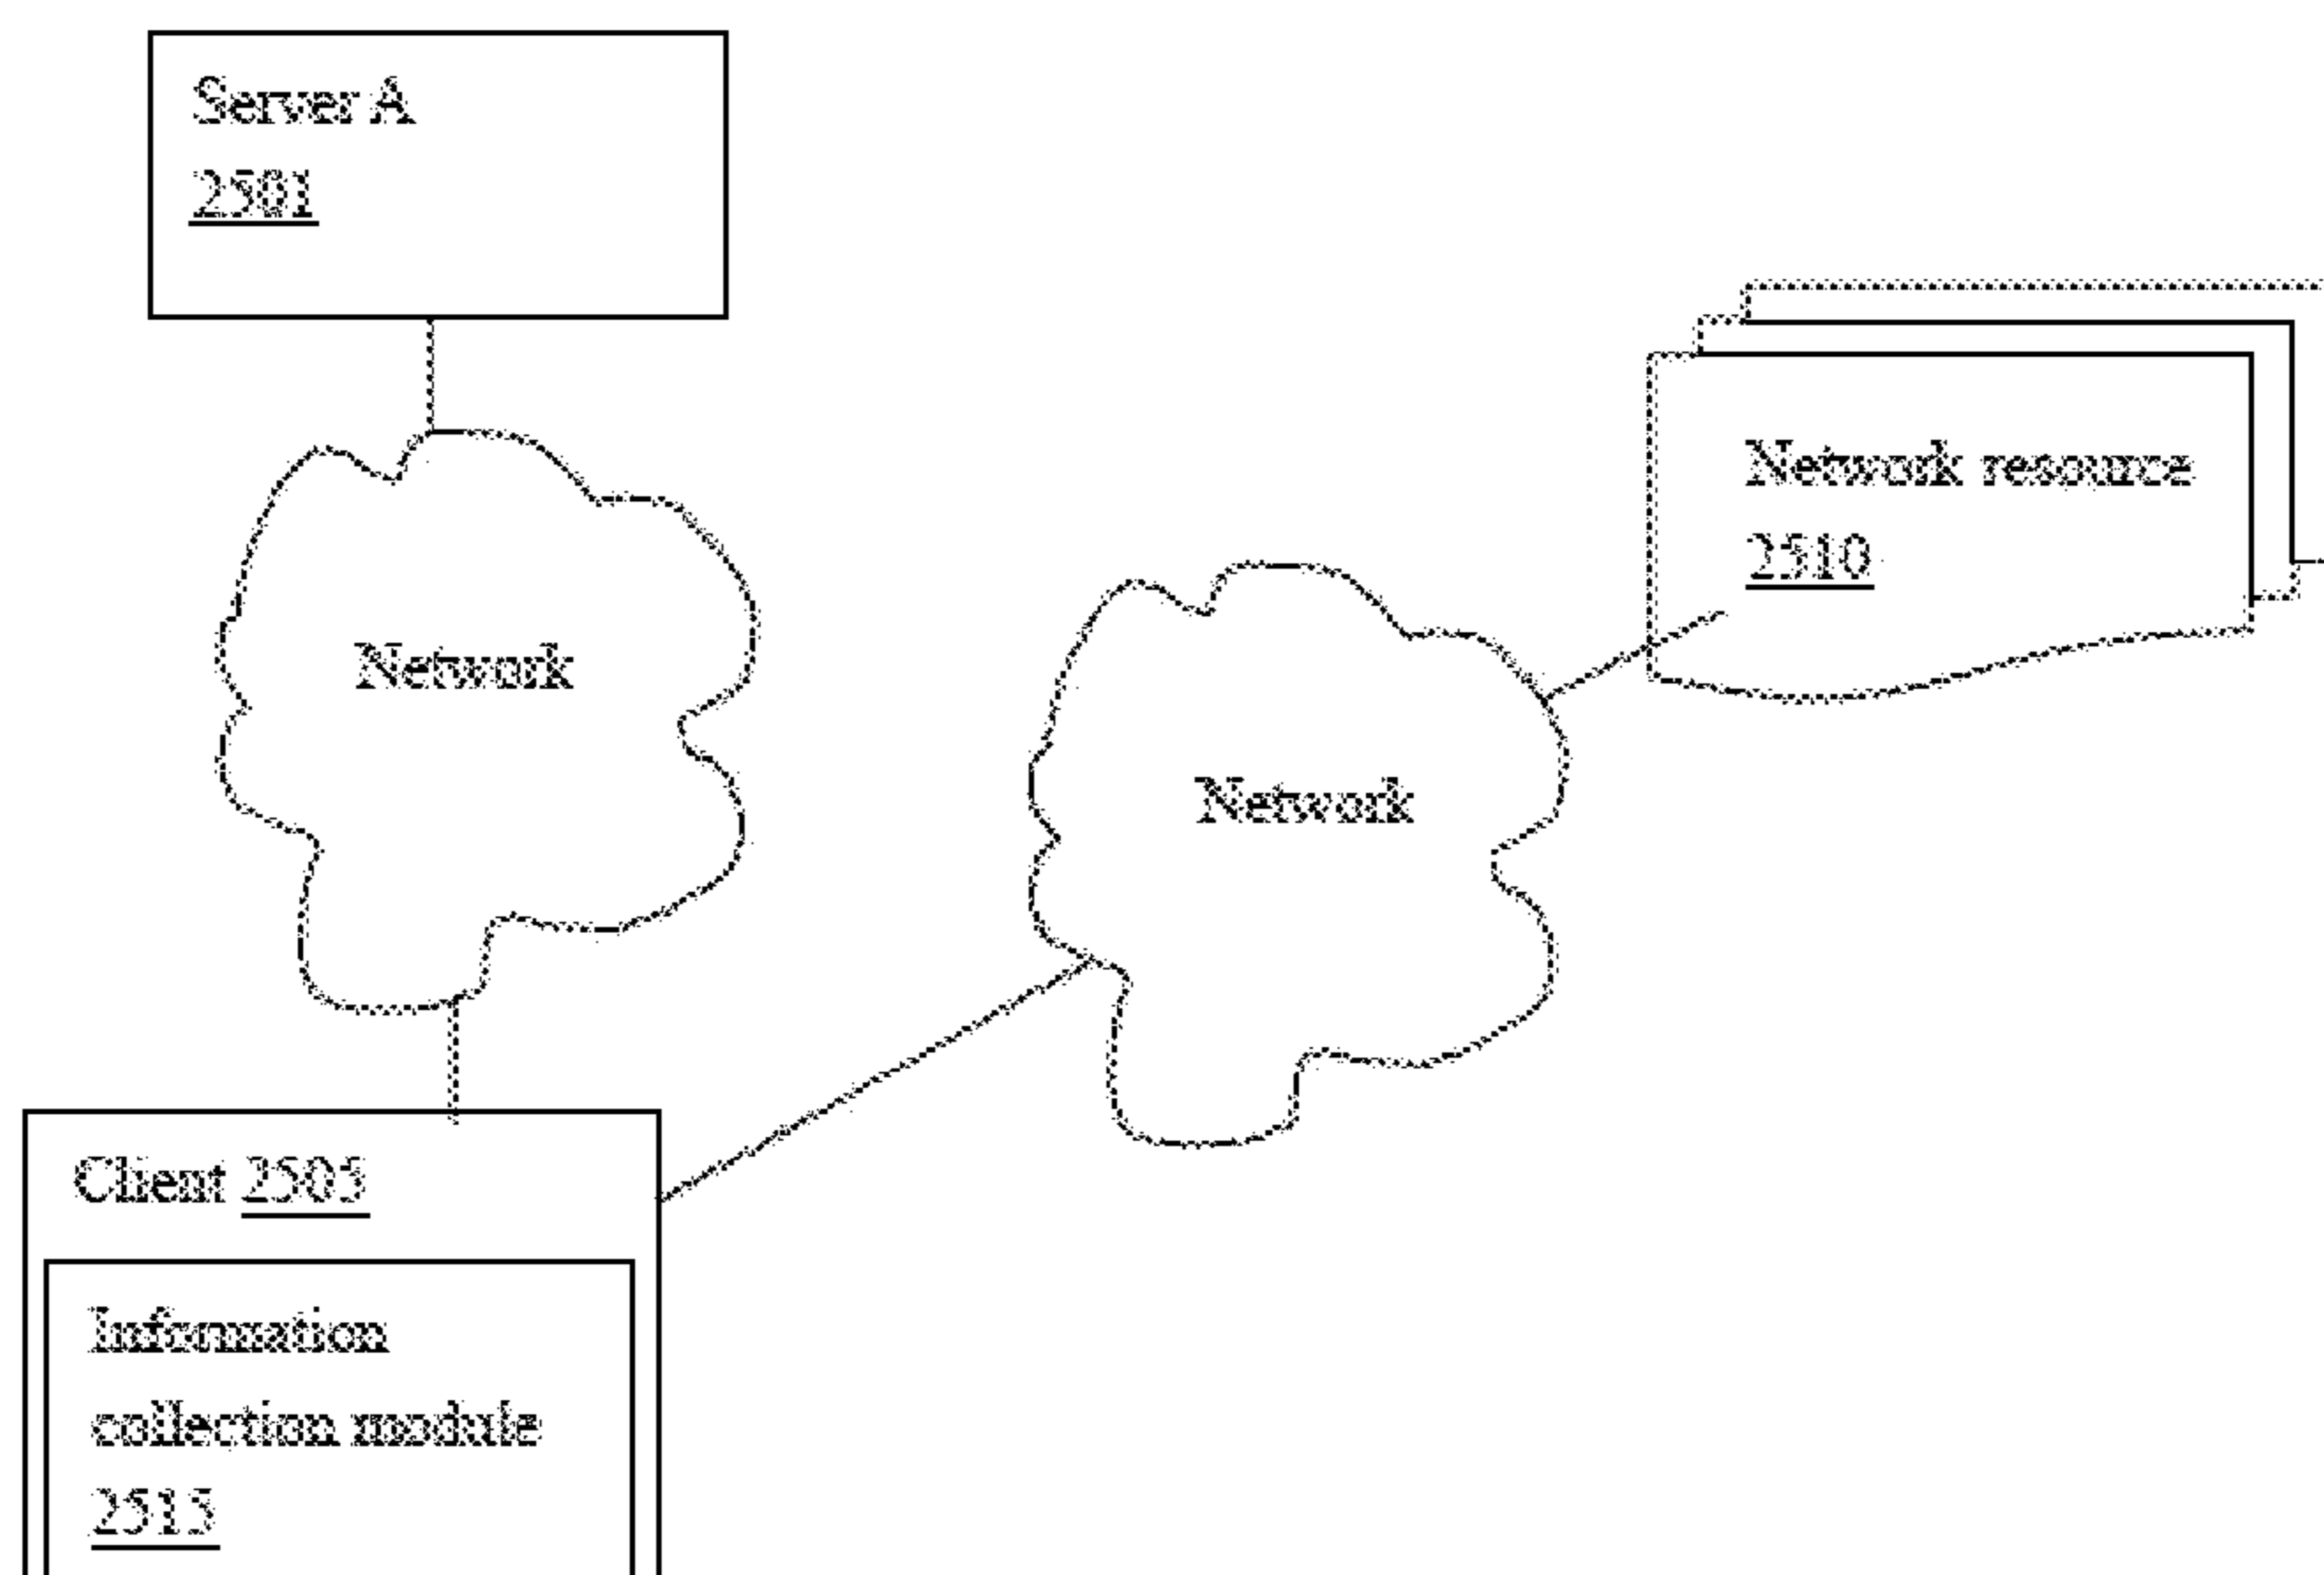 Server A
2501
Network resource
2510
Network
Network
Client 2505
Information
collection module
2515